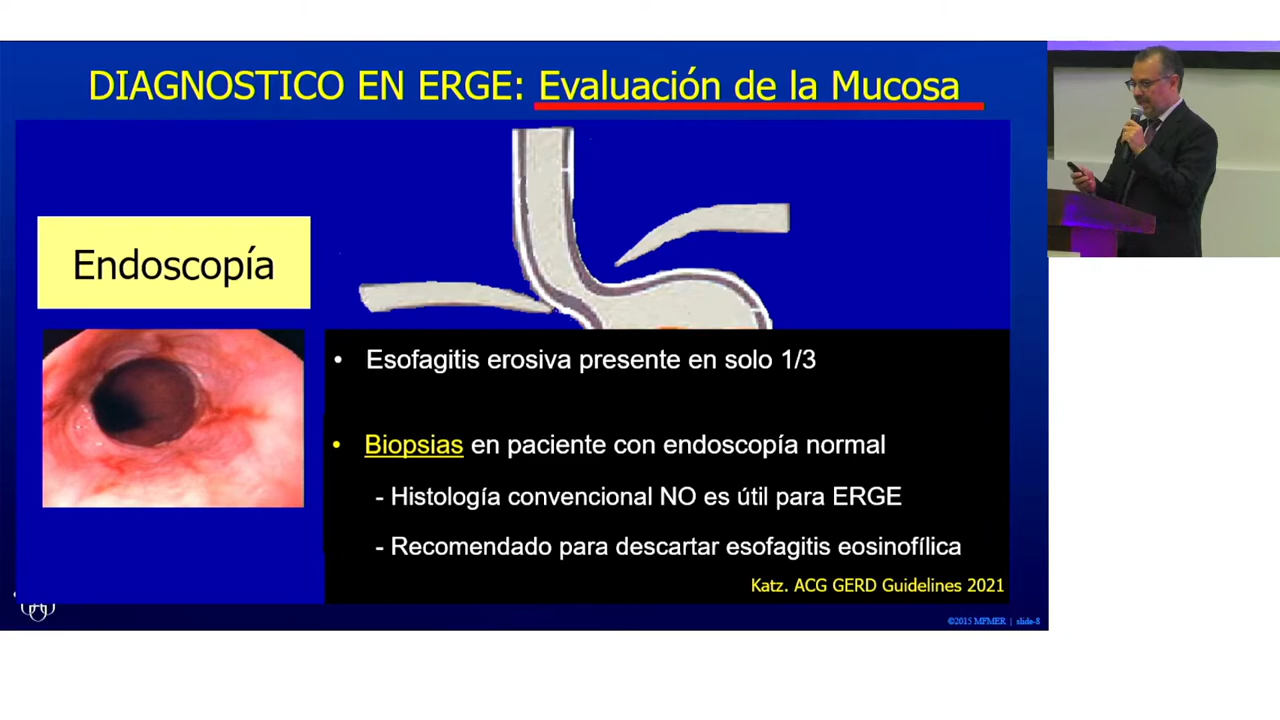 DIAGNOSTICO EN ERGE: Evaluación de la Mucosa
Endoscopía
• Esofagitis erosiva presente en solo 1/3
• Biopsias en paciente con endoscopía normal
- Histología convencional NO es útil para ERGE
- Recomendado para descartar esofagitis eosinofílica
Katz. ACG GERD Guidelines 2021
©2015 MFMER | slide-8